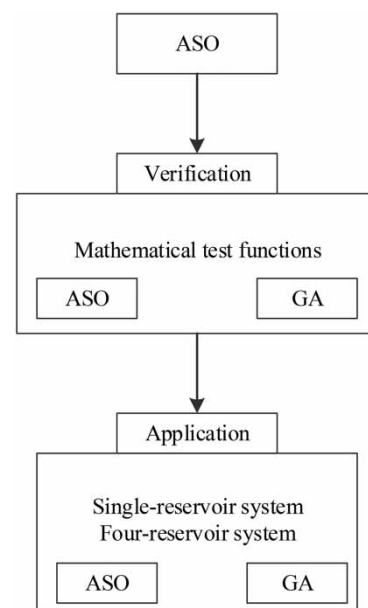 ASO
Verification
Mathematical test functions
ASO GA
Application
Single-reservoir system
Four-reservoir system
ASO GA